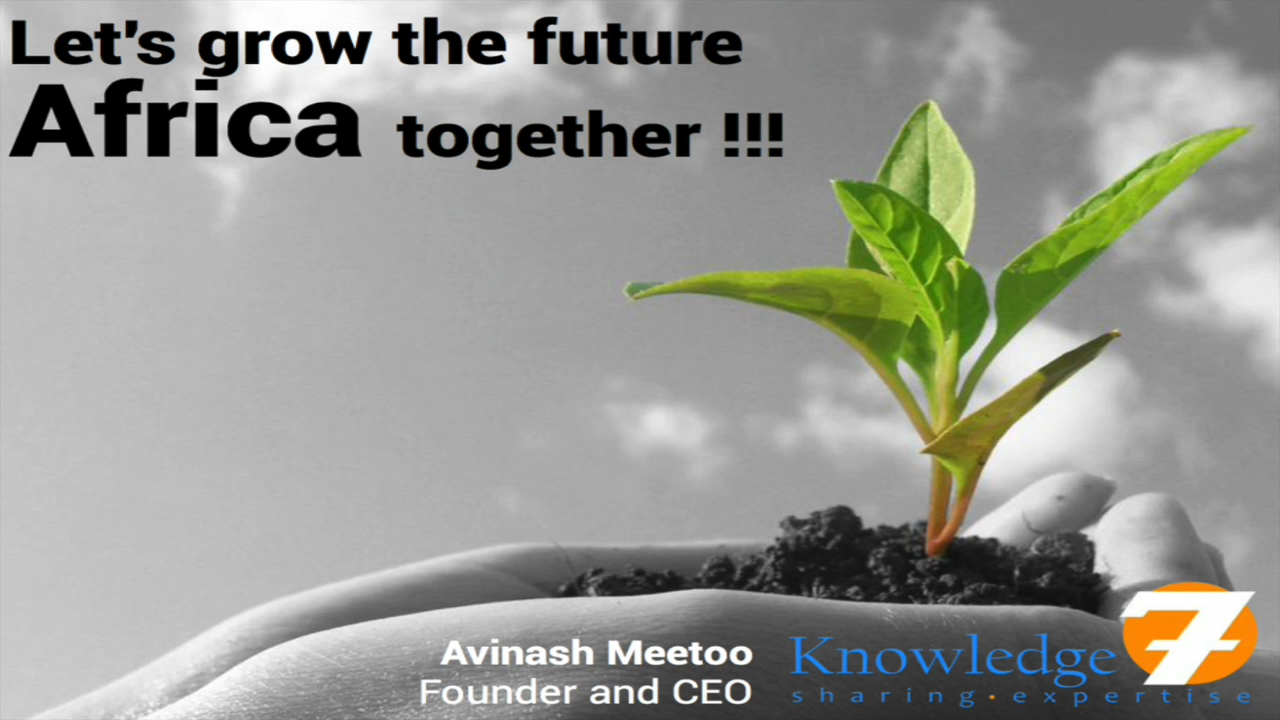 Let's grow the future
Africa together !!!
Avinash Meetoo
Founder and CEO
Knowledge 7
sharing·expertise